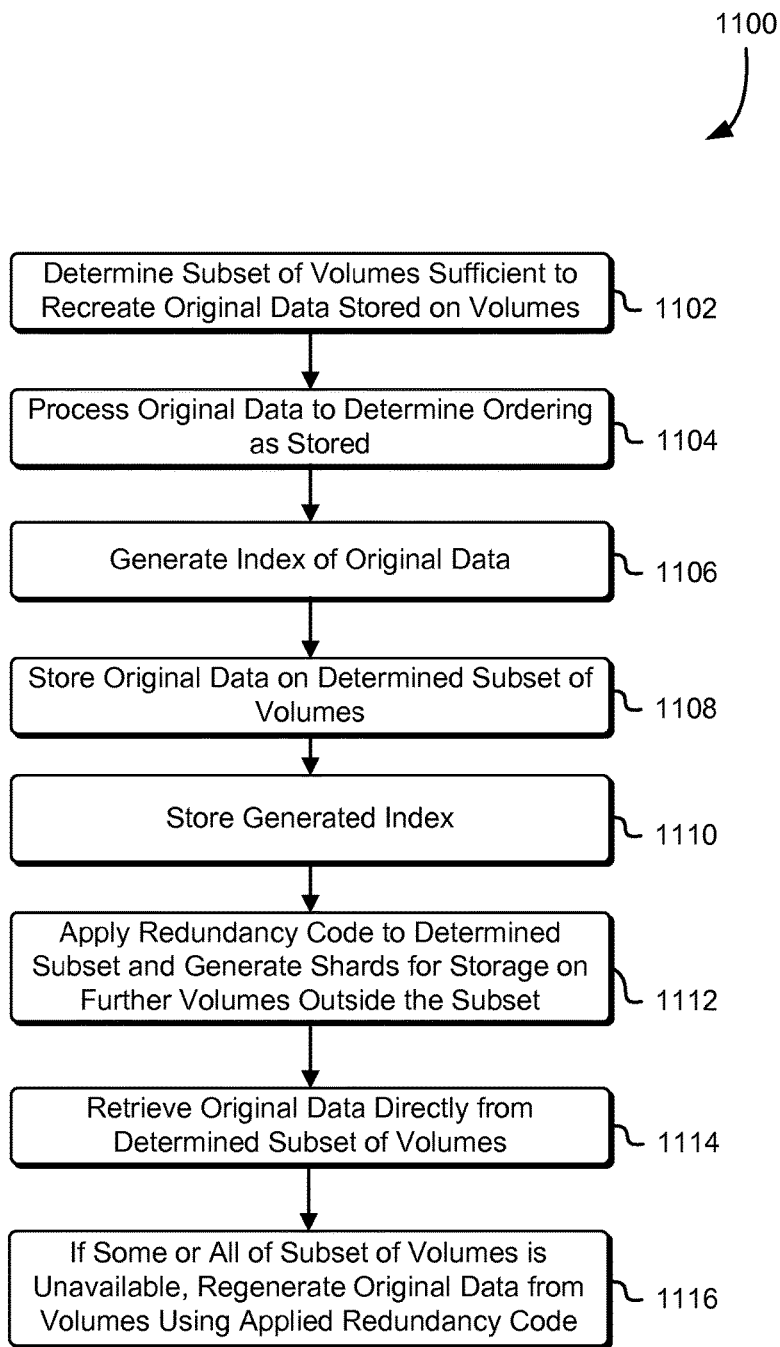 1100
Determine Subset of Volumes Sufficient to
Recreate Original Data Stored on Volumes
1102
Process Original Data to Determine Ordering
as Stored
1104
Generate Index of Original Data
1106
Store Original Data on Determined Subset of
Volumes
1108
Store Generated Index
1110
Apply Redundancy Code to Determined
Subset and Generate Shards for Storage on
Further Volumes Outside the Subset
1112
Retrieve Original Data Directly from
Determined Subset of Volumes
1114
If Some or All of Subset of Volumes is
Unavailable, Regenerate Original Data from
Volumes Using Applied Redundancy Code
1116